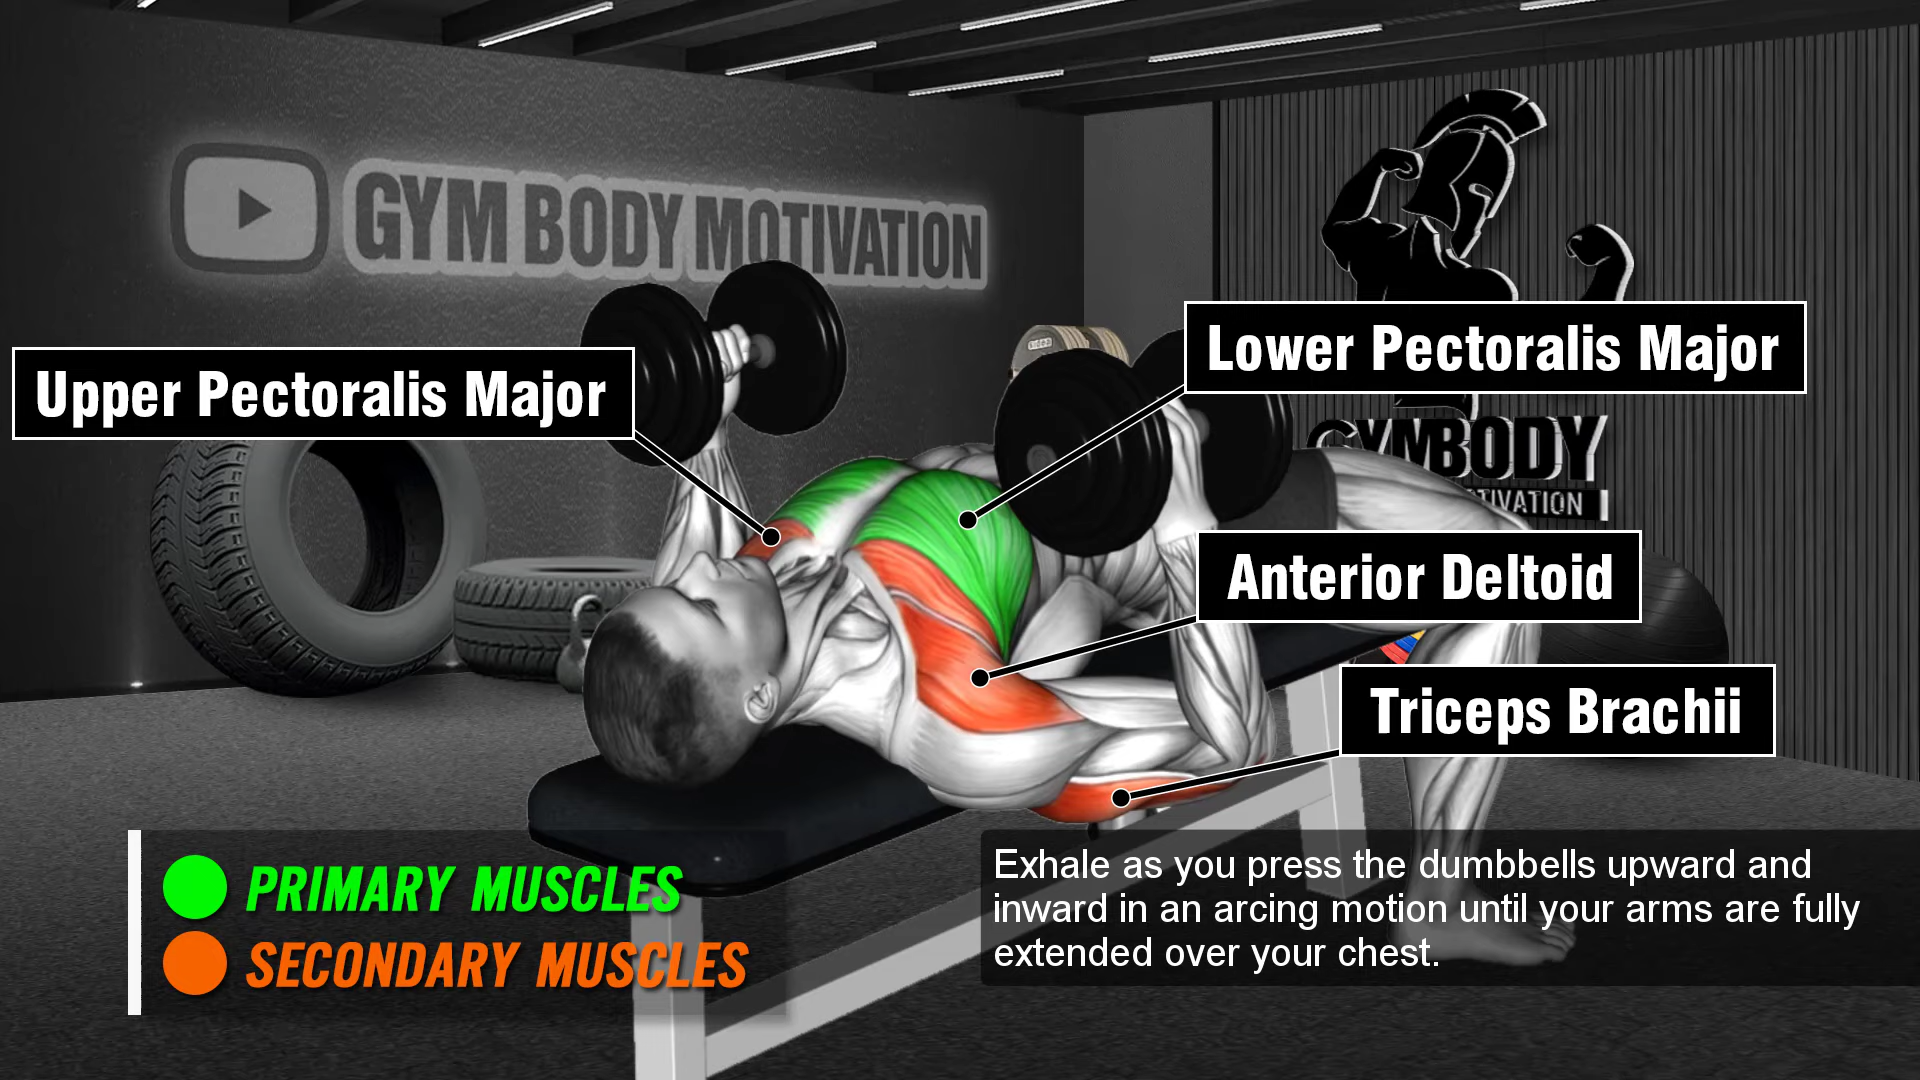 GYM BODY MOTIVATION
Upper Pectoralis Major
Lower Pectoralis Major
GYMBODY
TIVATION
Anterior Deltoid
Triceps Brachii
PRIMARY MUSCLES
SECONDARY MUSCLES
Exhale as you press the dumbbells upward and
inward in an arcing motion until your arms are fully
extended over your chest.